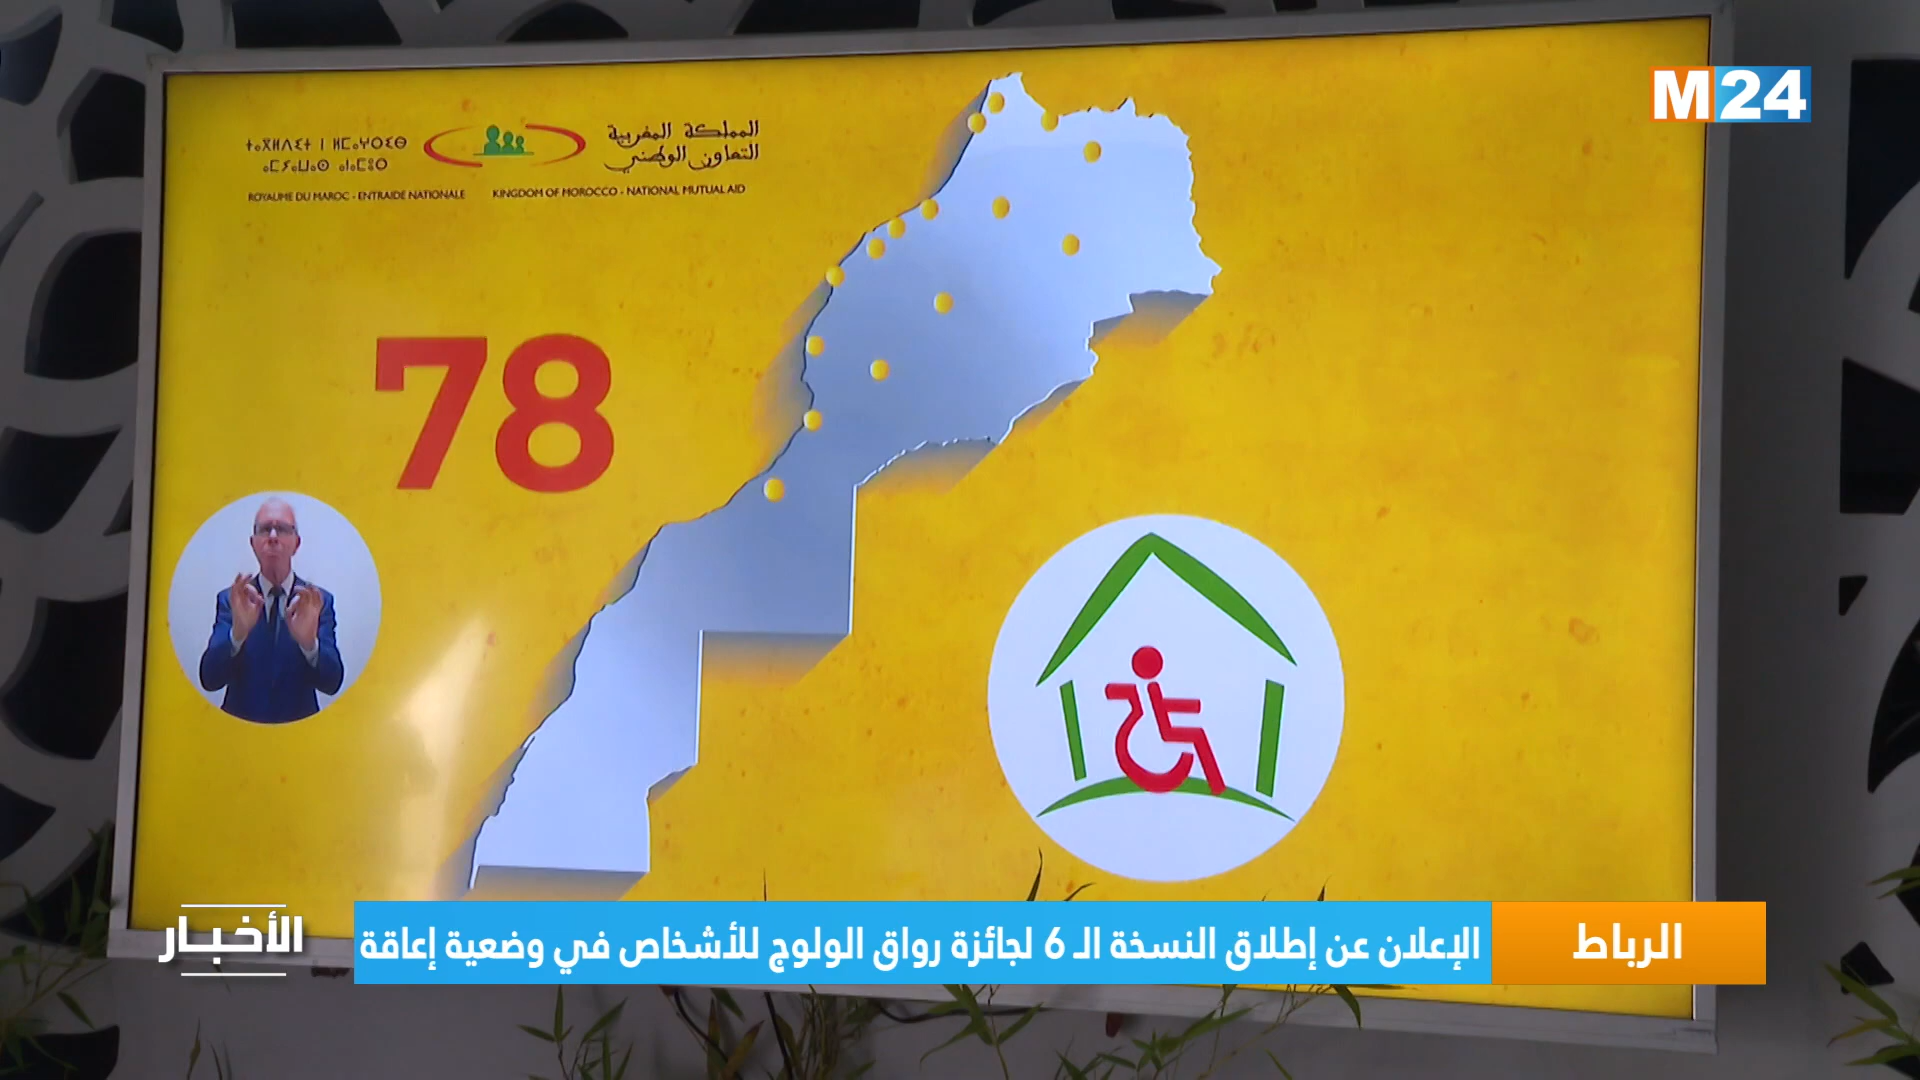 M24
المملكة المغربية
التعاون الوطني
ⵜⴰⴳⵍⴷⵉⵜ ⵏ ⵍⵎⴰⵖⵔⵉⴱ
ROYAUME DU MAROC - ENTRAIDE NATIONALE
KINGDOM OF MOROCCO - NATIONAL MUTUAL AID
78
الرباط
الإعلان عن إطلاق النسخة الـ 6 لجائزة رواق الولوج للأشخاص في وضعية إعاقة
الأخبار